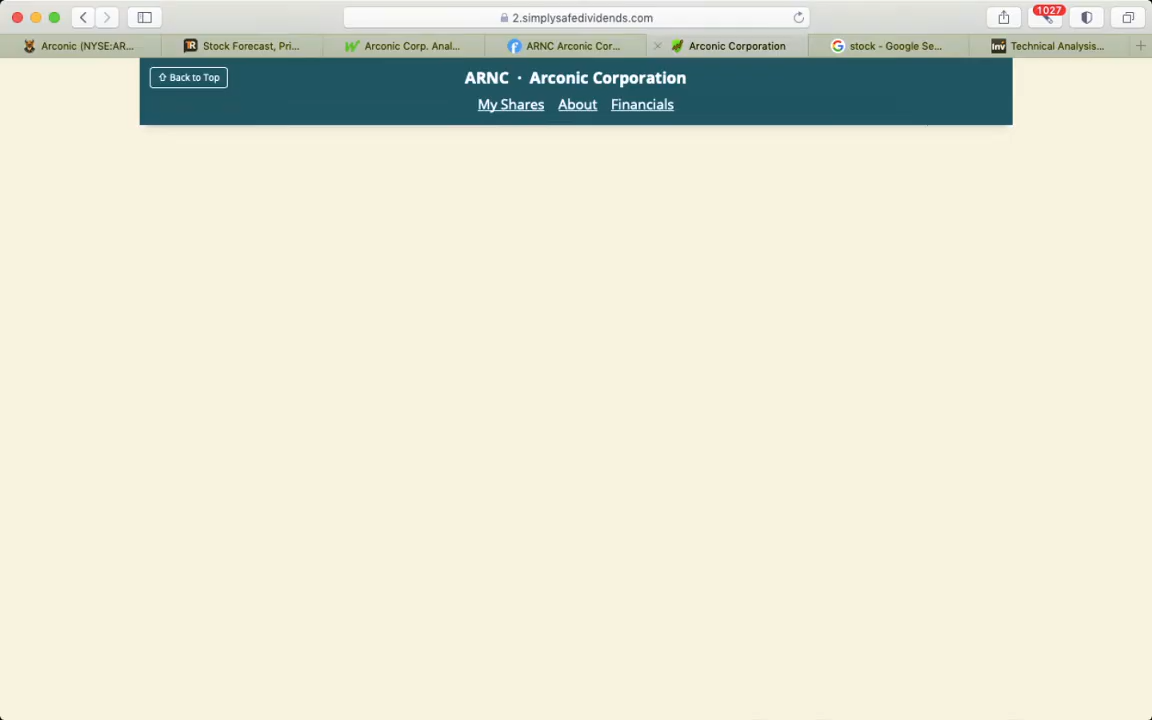 1027
2.simplysafedividends.com
Arconic (NYSE:AR...
Stock Forecast, Pri...
Arconic Corp. Anal...
ARNC Arconic Cor...
Arconic Corporation
stock - Google Se...
Technical Analysis...
Back to Top
ARNC · Arconic Corporation
My Shares About Financials